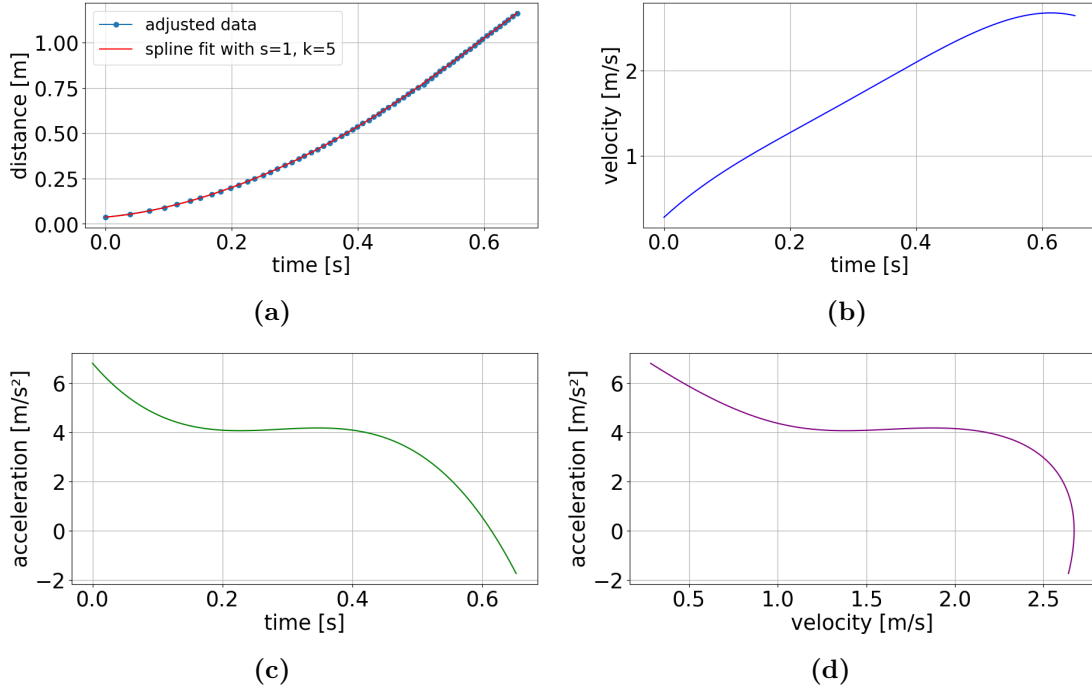 adjusted data
spline fit with s=1, k=5
distance [m]
1.00
0.75
0.50
0.25
0.00
0.0 0.2 0.4 0.6
time [s]
(a)
velocity [m/s]
2
1
0.0 0.2 0.4 0.6
time [s]
(b)
acceleration [m/s²]
6
4
2
0
−2
0.0 0.2 0.4 0.6
time [s]
(c)
acceleration [m/s²]
6
4
2
0
−2
0.5 1.0 1.5 2.0 2.5
velocity [m/s]
(d)